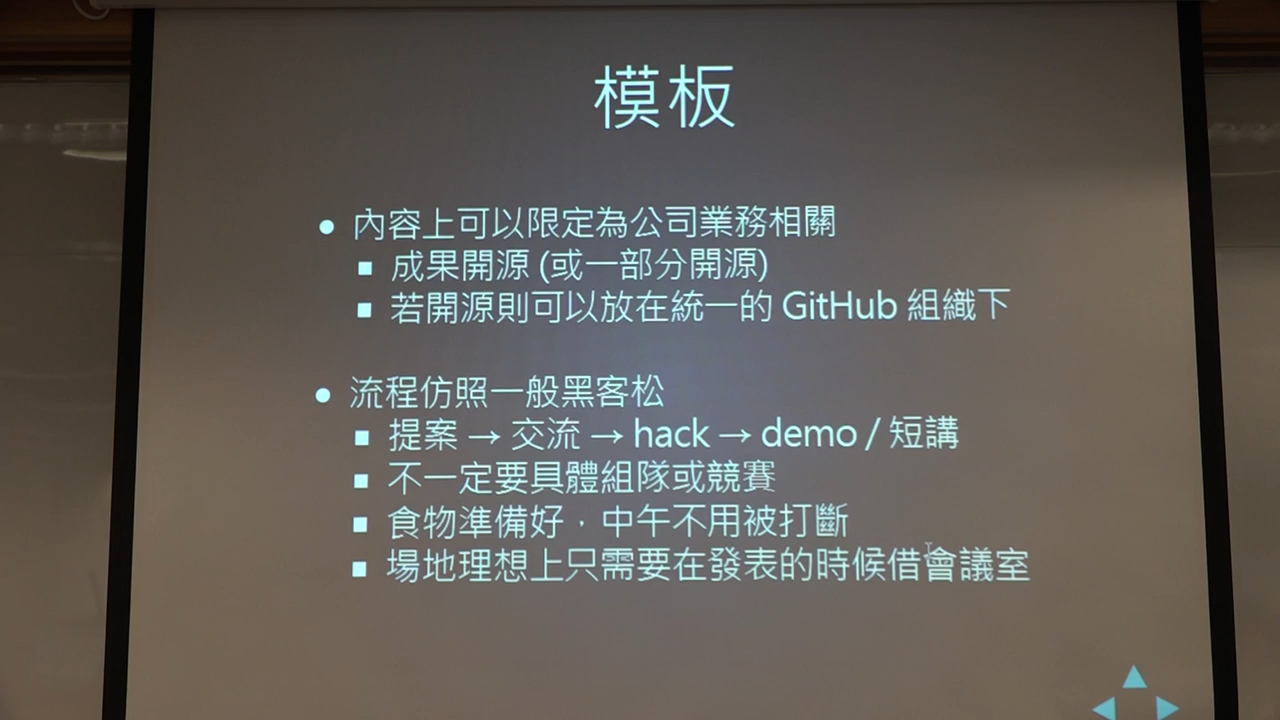 模板
內容上可以限定為公司業務相關
成果開源 (或一部分開源)
若開源則可以放在統一的 GitHub 組織下
流程仿照一般黑客松
提案 → 交流 → hack → demo / 短講
不一定要具體組隊或競賽
食物準備好，中午不用被打斷
場地理想上只需要在發表的時候借會議室